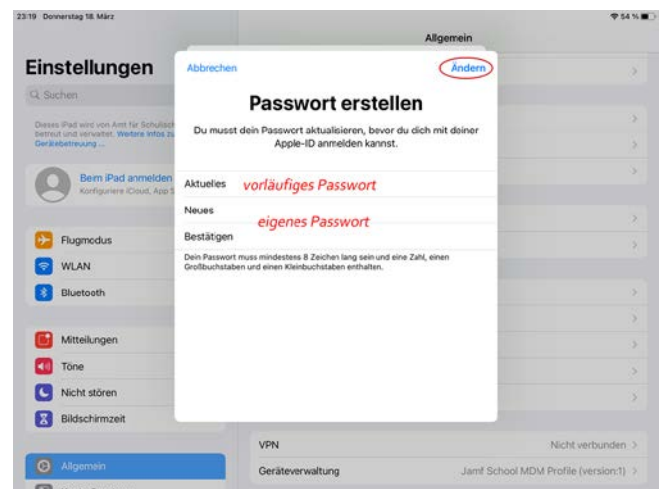 23:19 Donnerstag 18. März
54 %
Allgemein
Einstellungen
Suchen
Dieses iPad wird von Amt für Schulisch
betreut und verwaltet. Weitere Infos zu
Gerätebetreuung ...
Beim iPad anmelden
Konfiguriere iCloud, App S
Flugmodus
WLAN
Bluetooth
Mitteilungen
Töne
Nicht stören
Bildschirmzeit
Allgemein
Abbrechen
Ändern
Passwort erstellen
Du musst dein Passwort aktualisieren, bevor du dich mit deiner
Apple-ID anmelden kannst.
Aktuelles vorläufiges Passwort
Neues
eigenes Passwort
Bestätigen
Dein Passwort muss mindestens 8 Zeichen lang sein und eine Zahl, einen
Großbuchstaben und einen Kleinbuchstaben enthalten.
VPN Nicht verbunden
Geräteverwaltung Jamf School MDM Profile (version:1)